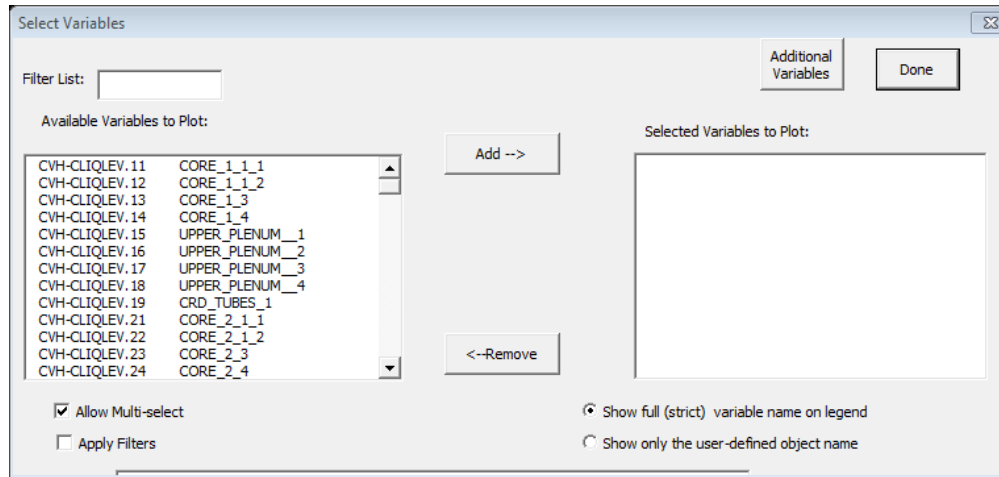 Select Variables
Filter List:
Additional
Variables
Done
Available Variables to Plot:
Selected Variables to Plot:
Add -->
CVH-CLIQLEV.11 CORE_1_1_1
CVH-CLIQLEV.12 CORE_1_1_2
CVH-CLIQLEV.13 CORE_1_3
CVH-CLIQLEV.14 CORE_1_4
CVH-CLIQLEV.15 UPPER_PLENUM__1
CVH-CLIQLEV.16 UPPER_PLENUM__2
CVH-CLIQLEV.17 UPPER_PLENUM__3
CVH-CLIQLEV.18 UPPER_PLENUM__4
CVH-CLIQLEV.19 CRD_TUBES_1
CVH-CLIQLEV.21 CORE_2_1_1
CVH-CLIQLEV.22 CORE_2_1_2
CVH-CLIQLEV.23 CORE_2_3
CVH-CLIQLEV.24 CORE_2_4
<--Remove
Allow Multi-select
Show full (strict) variable name on legend
Apply Filters
Show only the user-defined object name